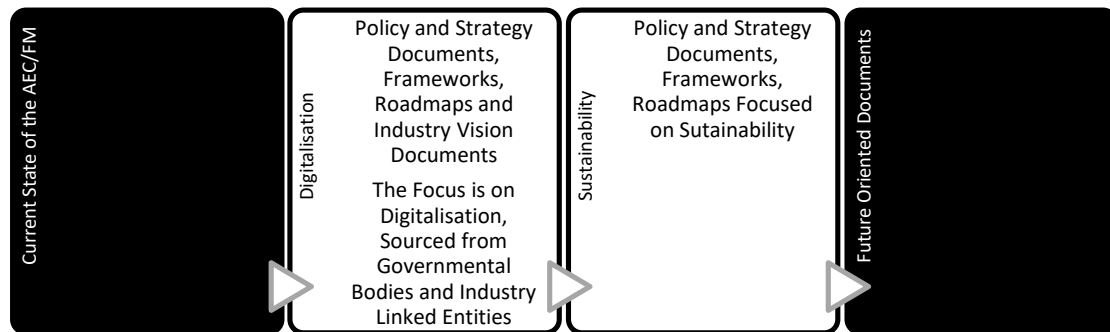 Current State of the AEC/FM
Digitalisation
Policy and Strategy
Documents,
Frameworks,
Roadmaps and
Industry Vision
Documents
The Focus is on
Digitalisation,
Sourced from
Governmental
Bodies and Industry
Linked Entities
Sustainability
Policy and Strategy
Documents,
Frameworks,
Roadmaps Focused
on Sutainability
Future Oriented Documents